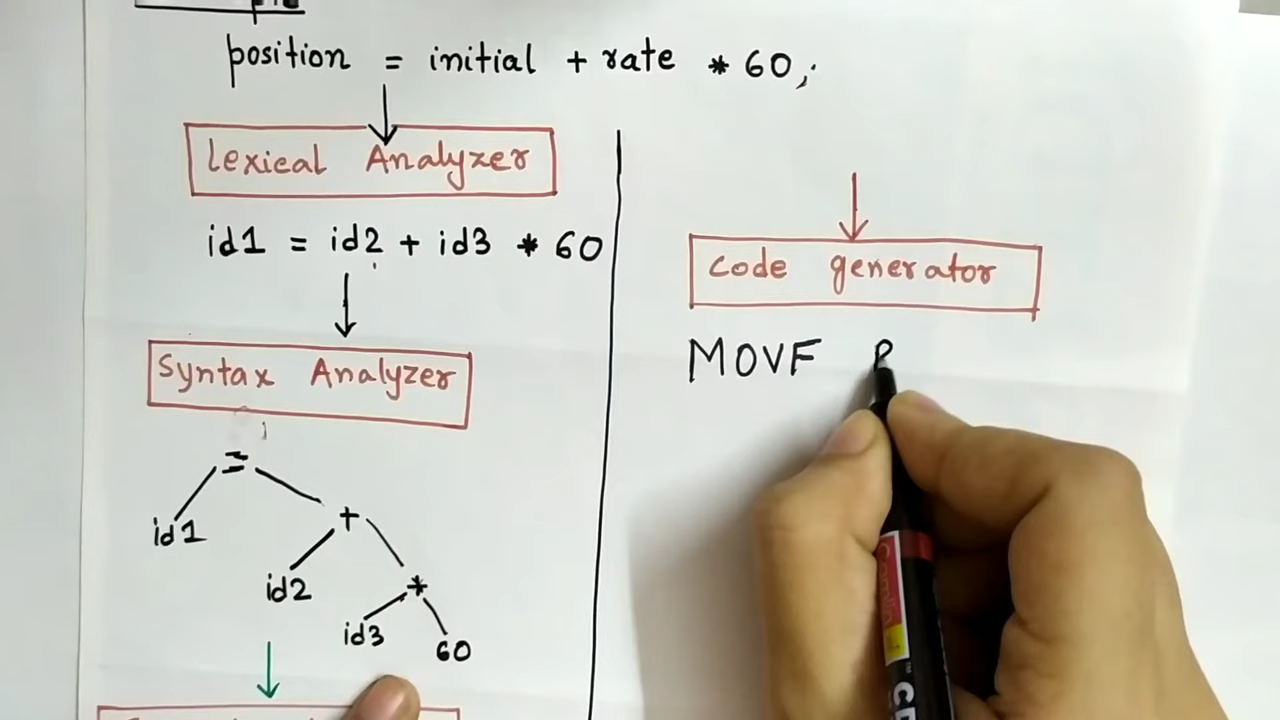 position = initial + rate * 60;
Lexical Analyzer
id1 = id2 + id3 * 60
Syntax Analyzer
=
id1 +
id2 *
id3 60
Code generator
MOVF
Camlin